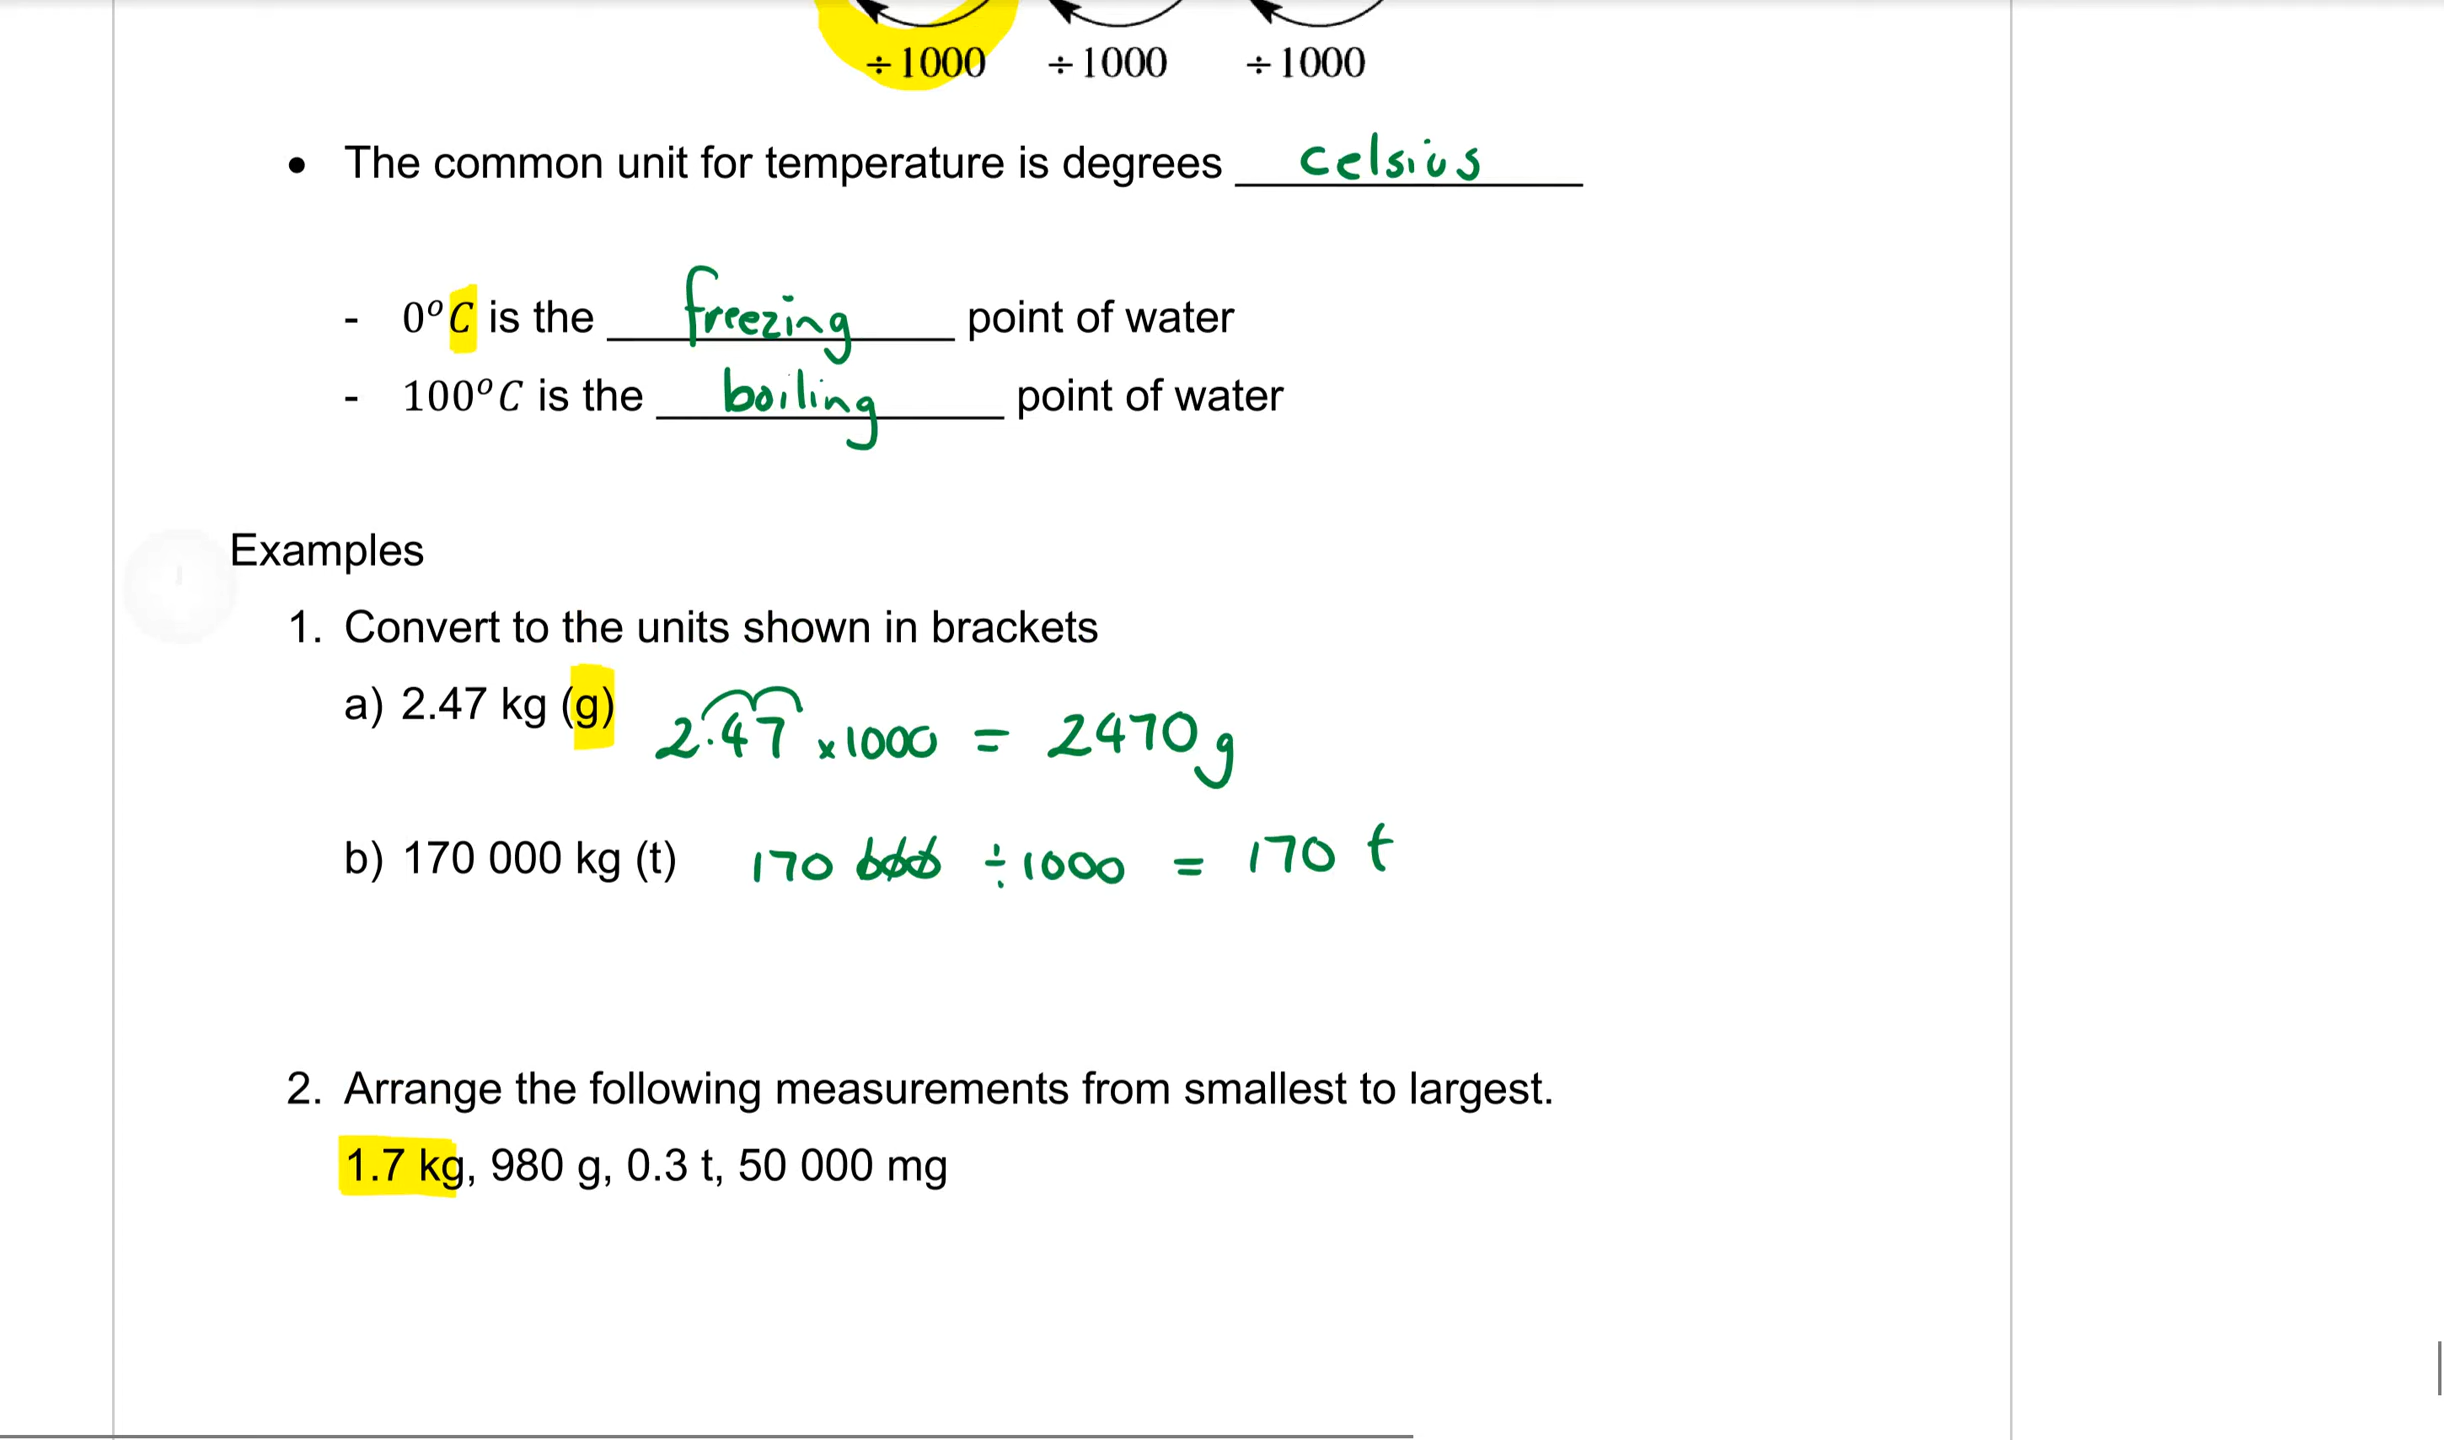 ÷1000 ÷1000 ÷1000
• The common unit for temperature is degrees celsius
- 0°C is the freezing point of water
- 100°C is the boiling point of water
Examples
1. Convert to the units shown in brackets
a) 2.47 kg (g) 2.47 ×1000 = 2470g
b) 170 000 kg (t) 170 000 ÷1000 = 170 t
2. Arrange the following measurements from smallest to largest.
1.7 kg, 980 g, 0.3 t, 50 000 mg